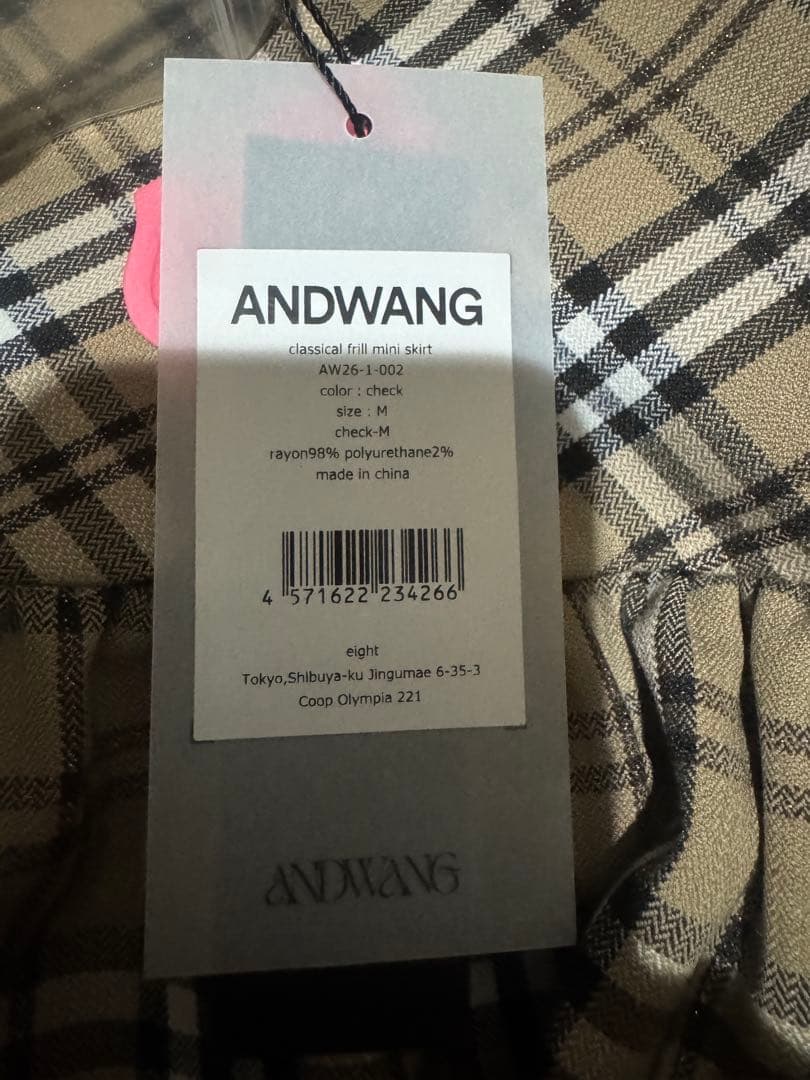 ANDWANG
classical frill mini skirt
AW26-1-002
color : check
size : M
check-M
rayon98% polyurethane2%
made in china
4 571622 234266
eight
Tokyo,Shibuya-ku Jingumae 6-35-3
Coop Olympia 221
ANDWANG